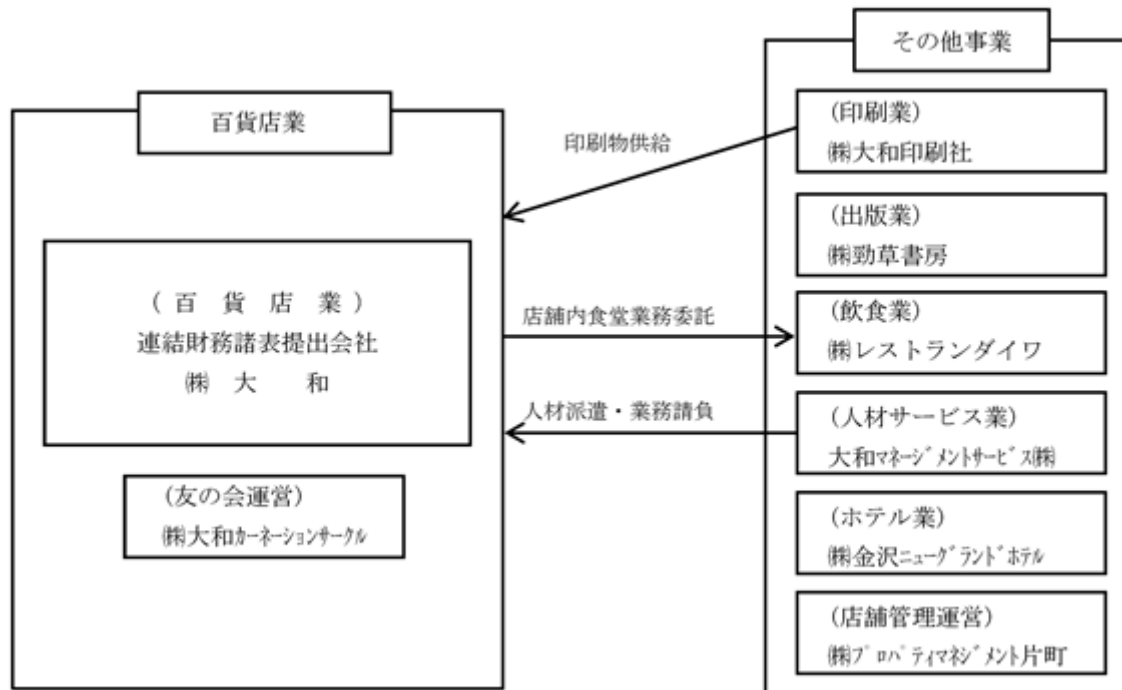 百貨店業
(百貨店業)
連結財務諸表提出会社
㈱大和
(友の会運営)
㈱大和ｶｰﾈｰｼｮﾝｻｰｸﾙ
印刷物供給
店舗内食堂業務委託
人材派遣・業務請負
その他事業
(印刷業)
㈱大和印刷社
(出版業)
㈱勁草書房
(飲食業)
㈱レストランダイワ
(人材サービス業)
大和ﾏﾈｰｼﾞﾒﾝﾄｻｰﾋﾞｽ㈱
(ホテル業)
㈱金沢ﾆｭｰｸﾞﾗﾝﾄﾞﾎﾃﾙ
(店舗管理運営)
㈱ﾌﾟﾛﾊﾟﾃｨﾏﾈｼﾞﾒﾝﾄ片町